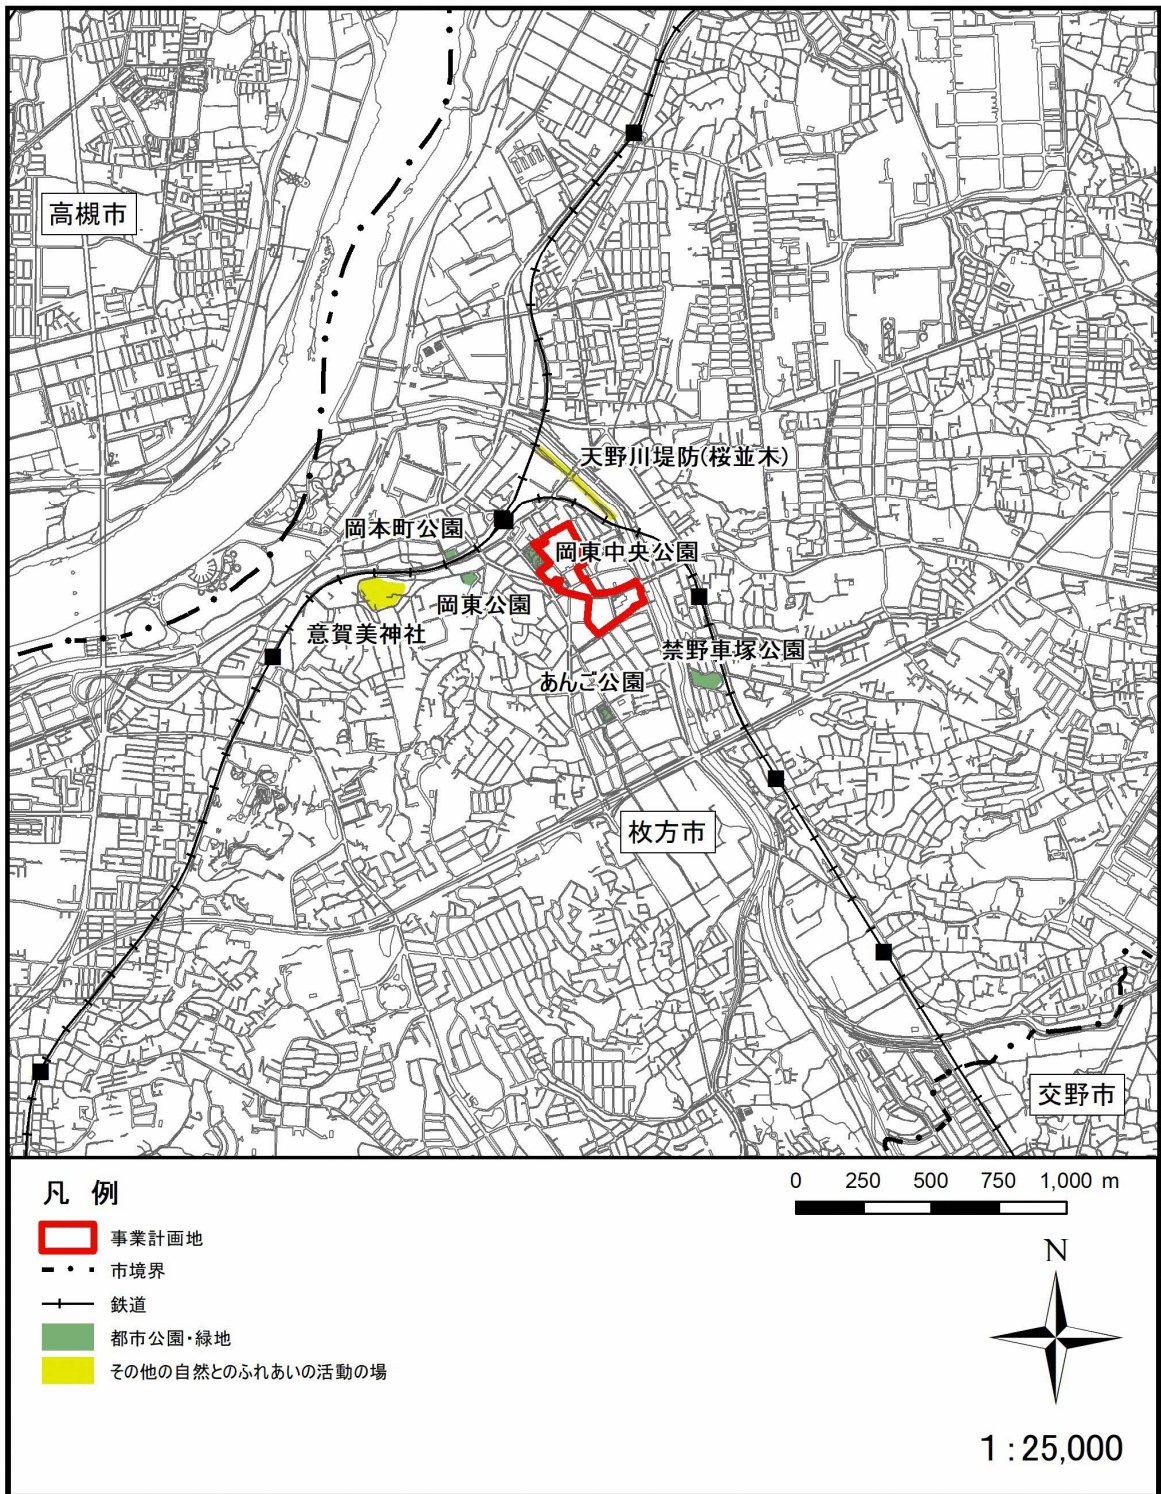 高槻市
天野川堤防(桜並木)
岡本町公園
岡東中央公園
岡東公園
意賀美神社
禁野車塚公園
あんご公園
枚方市
交野市
凡 例
事業計画地
市境界
鉄道
都市公園・緑地
その他の自然とのふれあいの活動の場
0 250 500 750 1,000 m
N
1：25,000